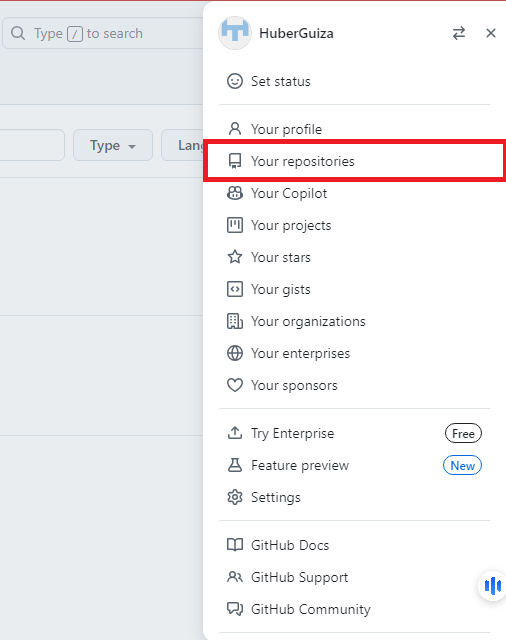 Type / to search
HuberGuiza
Set status
Your profile
Type
Lang
Your repositories
Your Copilot
Your projects
Your stars
Your gists
Your organizations
Your enterprises
Your sponsors
Try Enterprise Free
Feature preview New
Settings
GitHub Docs
GitHub Support
GitHub Community